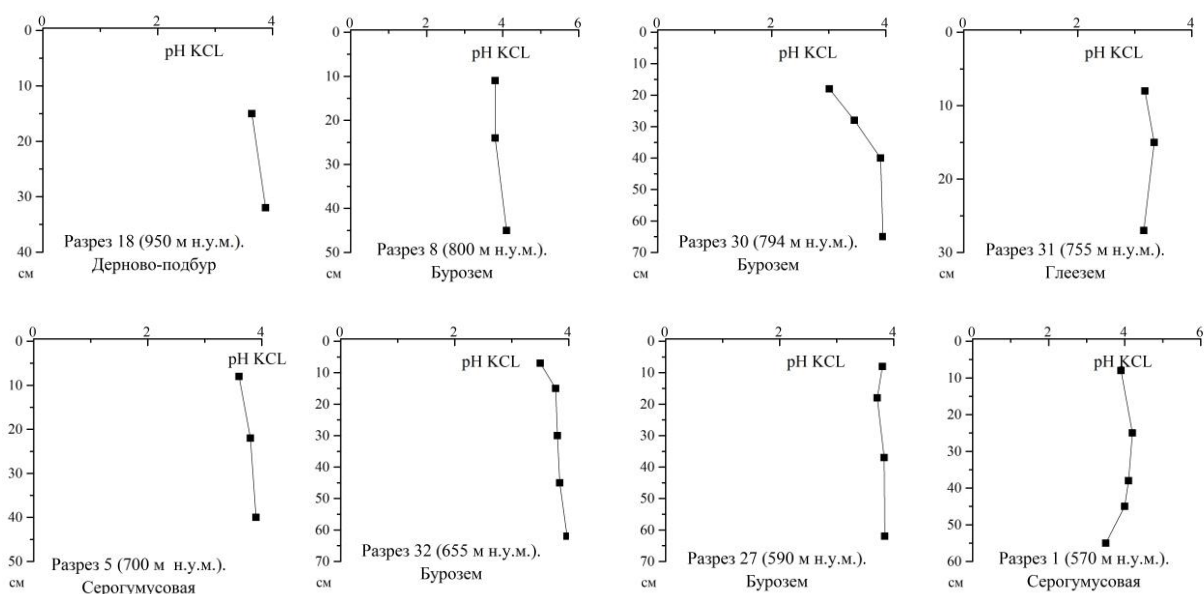 0 2 4
pH KCL
0
10
20
30
40
см
Разрез 18 (950 м н.у.м.).
Дерново-подбур
0 2 4 6
pH KCL
0
10
20
30
40
50
см
Разрез 8 (800 м н.у.м.).
Бурозем
0 2 4
pH KCL
0
10
20
30
40
50
60
70
см
Разрез 30 (794 м н.у.м.).
Бурозем
0 2 4
pH KCL
0
10
20
30
см
Разрез 31 (755 м н.у.м.).
Глеезем
0 2 4
pH KCL
0
10
20
30
40
50
см
Разрез 5 (700 м н.у.м.).
Серогумусовая
0 2 4
pH KCL
0
10
20
30
40
50
60
70
см
Разрез 32 (655 м н.у.м.).
Бурозем
0 2 4
pH KCL
0
10
20
30
40
50
60
70
см
Разрез 27 (590 м н.у.м.).
Бурозем
0 2 4 6
pH KCL
0
10
20
30
40
50
60
см
Разрез 1 (570 м н.у.м.).
Серогумусовая